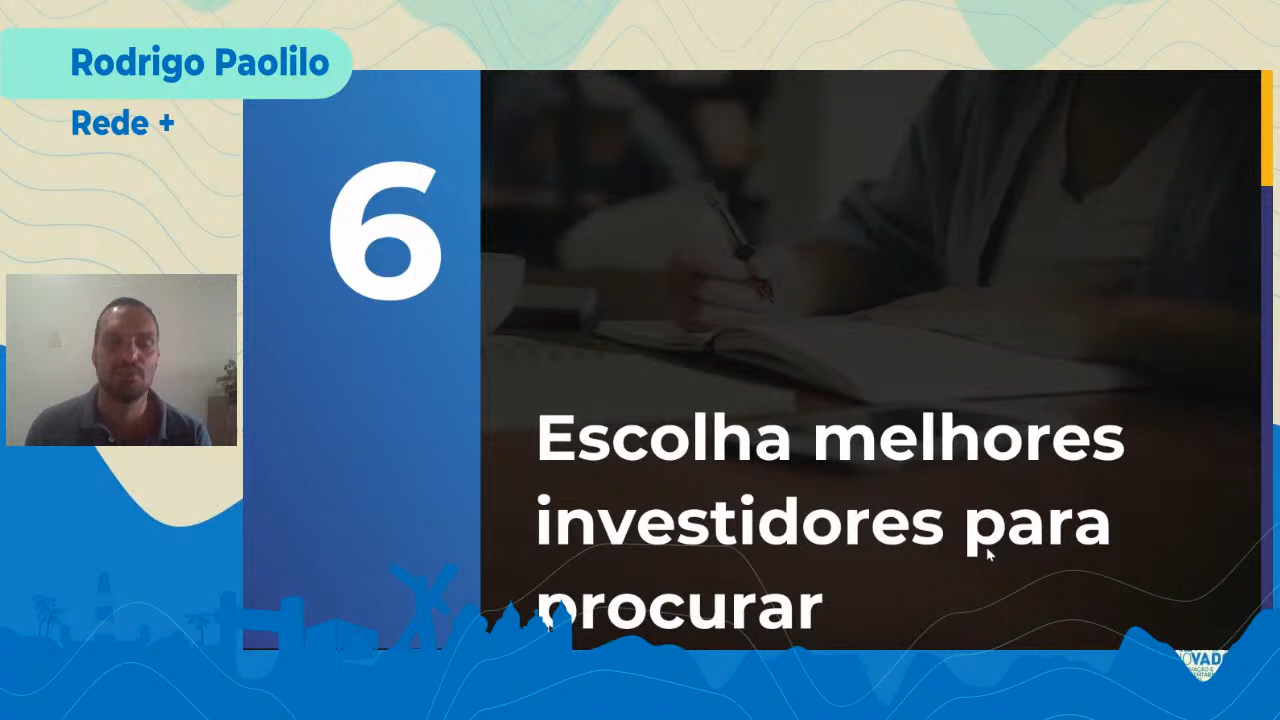 Rodrigo Paolilo
Rede +
6
Escolha melhores
investidores para
procurar